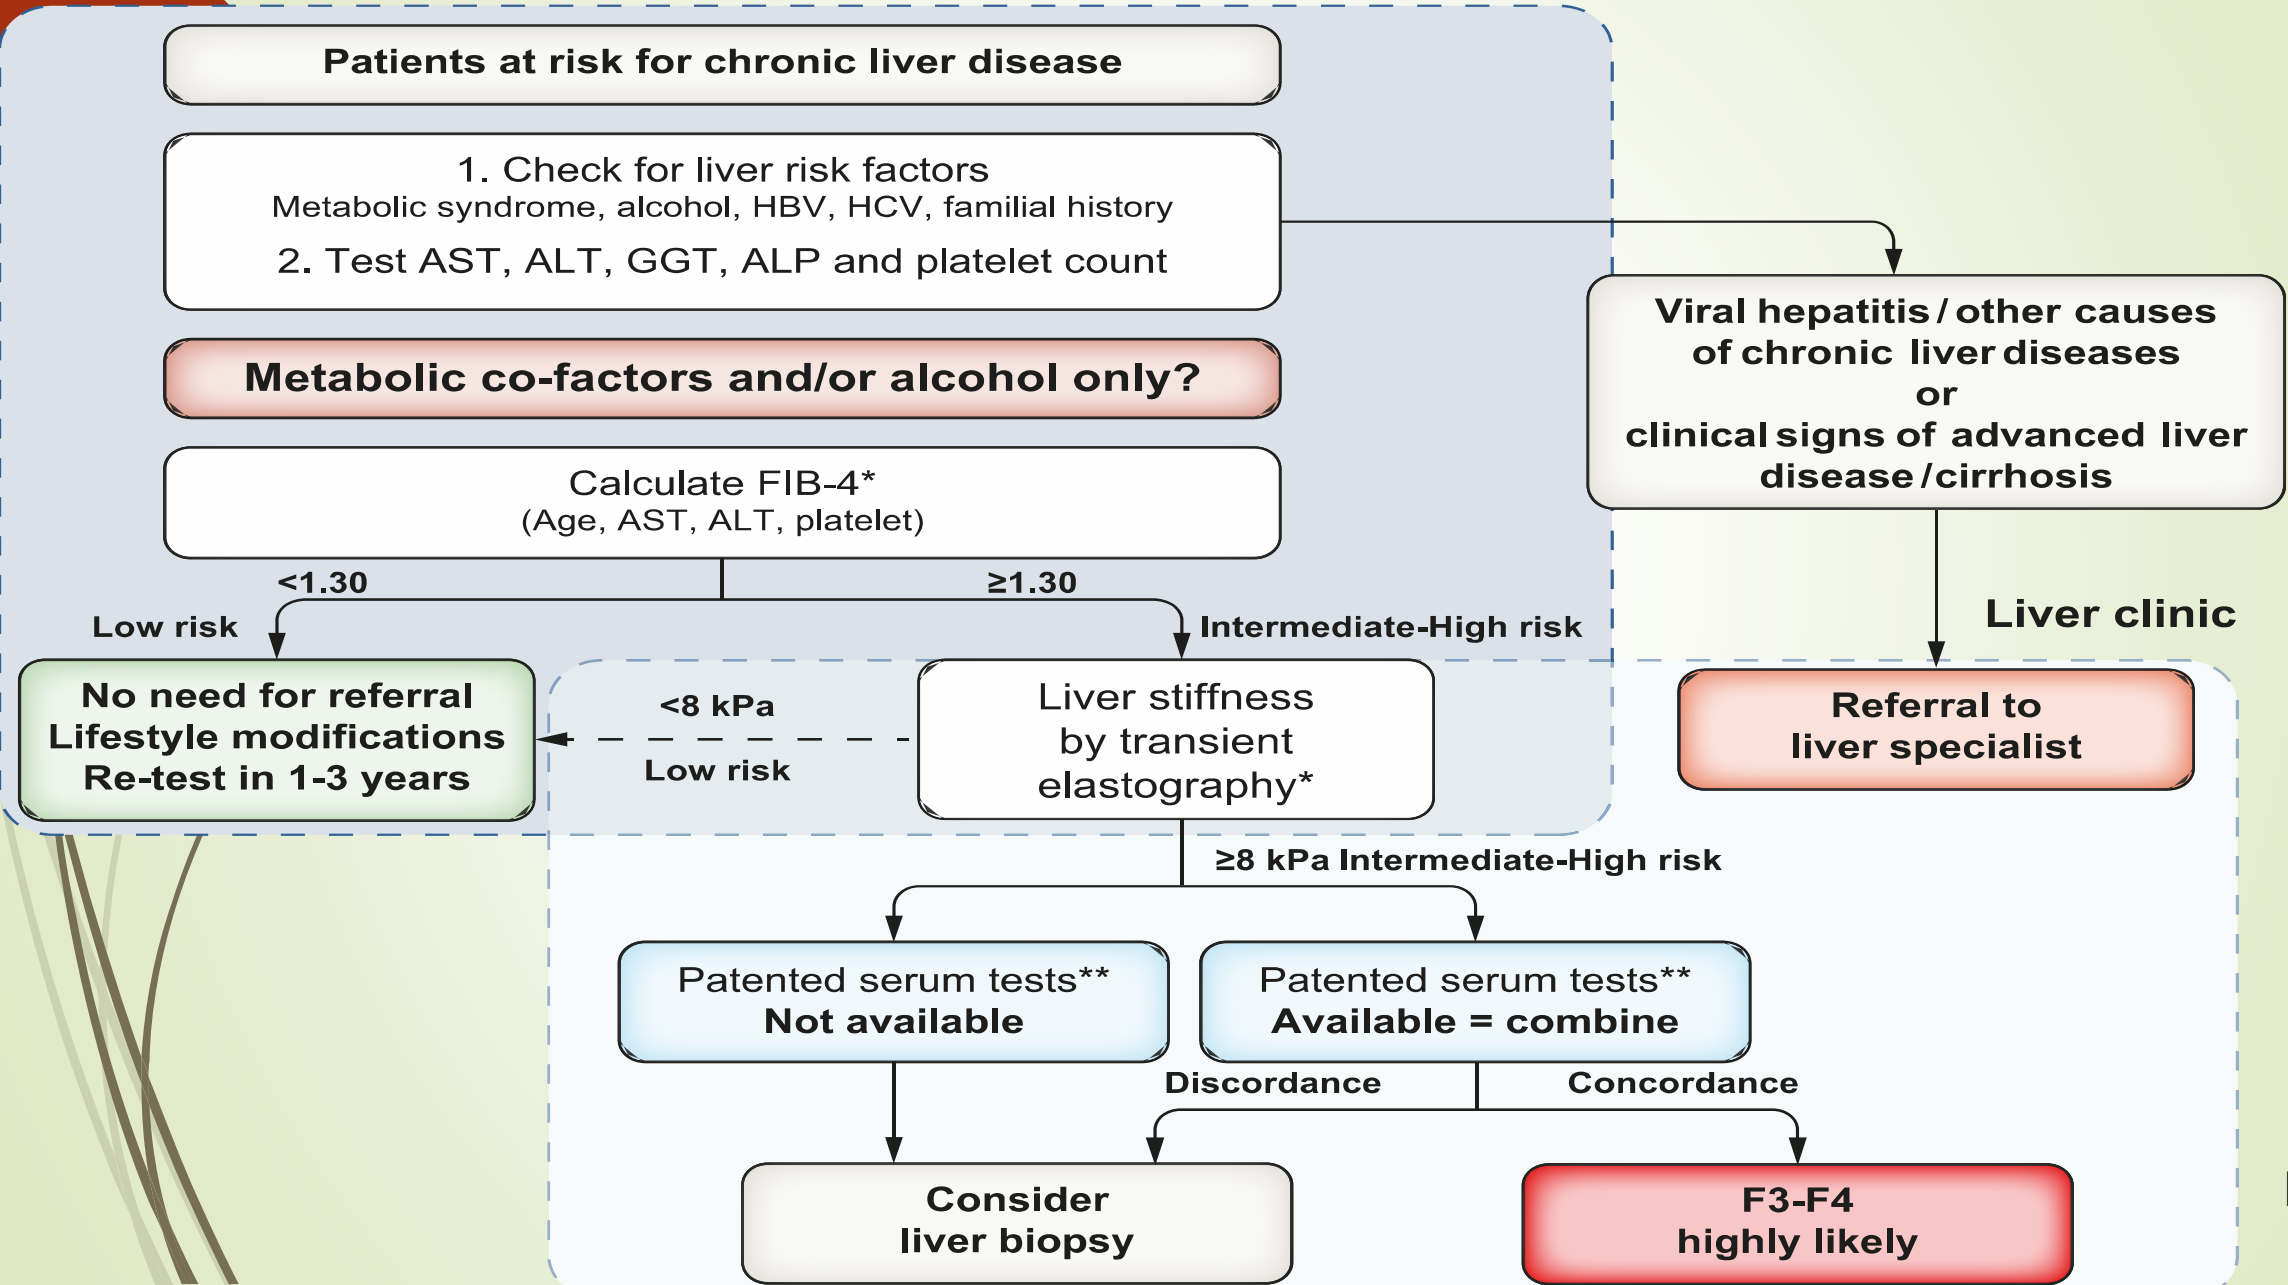 Patients at risk for chronic liver disease
1. Check for liver risk factors
Metabolic syndrome, alcohol, HBV, HCV, familial history
2. Test AST, ALT, GGT, ALP and platelet count
Metabolic co-factors and/or alcohol only?
Viral hepatitis / other causes
of chronic liver diseases
or
clinical signs of advanced liver
disease /cirrhosis
Calculate FIB-4*
(Age, AST, ALT, platelet)
<1.30
≥1.30
Low risk
Intermediate-High risk
Liver clinic
No need for referral
Lifestyle modifications
Re-test in 1-3 years
<8 kPa
Low risk
Liver stiffness
by transient
elastography*
Referral to
liver specialist
≥8 kPa Intermediate-High risk
Patented serum tests**
Not available
Patented serum tests**
Available = combine
Discordance
Concordance
Consider
liver biopsy
F3-F4
highly likely